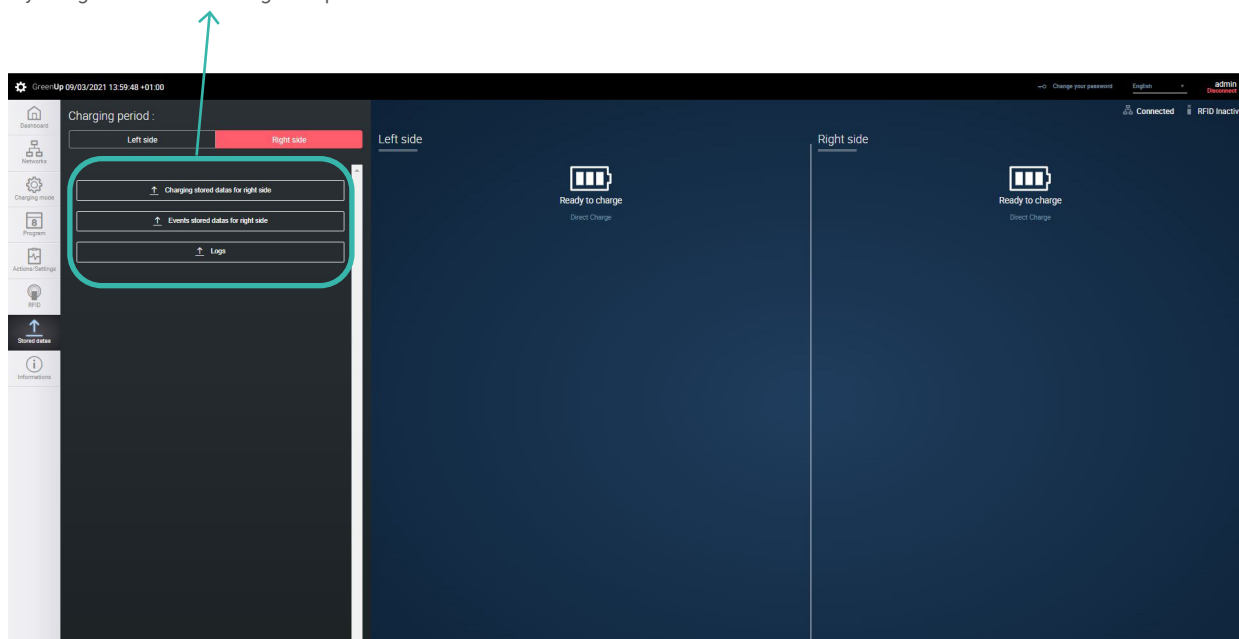 GreenUp 09/03/2021 13:59:48 +01:00
Change your password
English
admin
Disconnect
Connected
RFID Inactiv
Dashboard
Networks
Charging mode
8
Program
Actions/Settings
RFID
Stored datas
Informations
Charging period :
Left side
Right side
Charging stored datas for right side
Events stored datas for right side
Logs
Left side
Ready to charge
Direct Charge
Right side
Ready to charge
Direct Charge